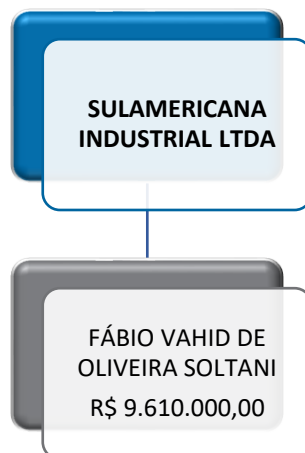 SULAMERICANA
INDUSTRIAL LTDA
FÁBIO VAHID DE
OLIVEIRA SOLTANI
R$ 9.610.000,00